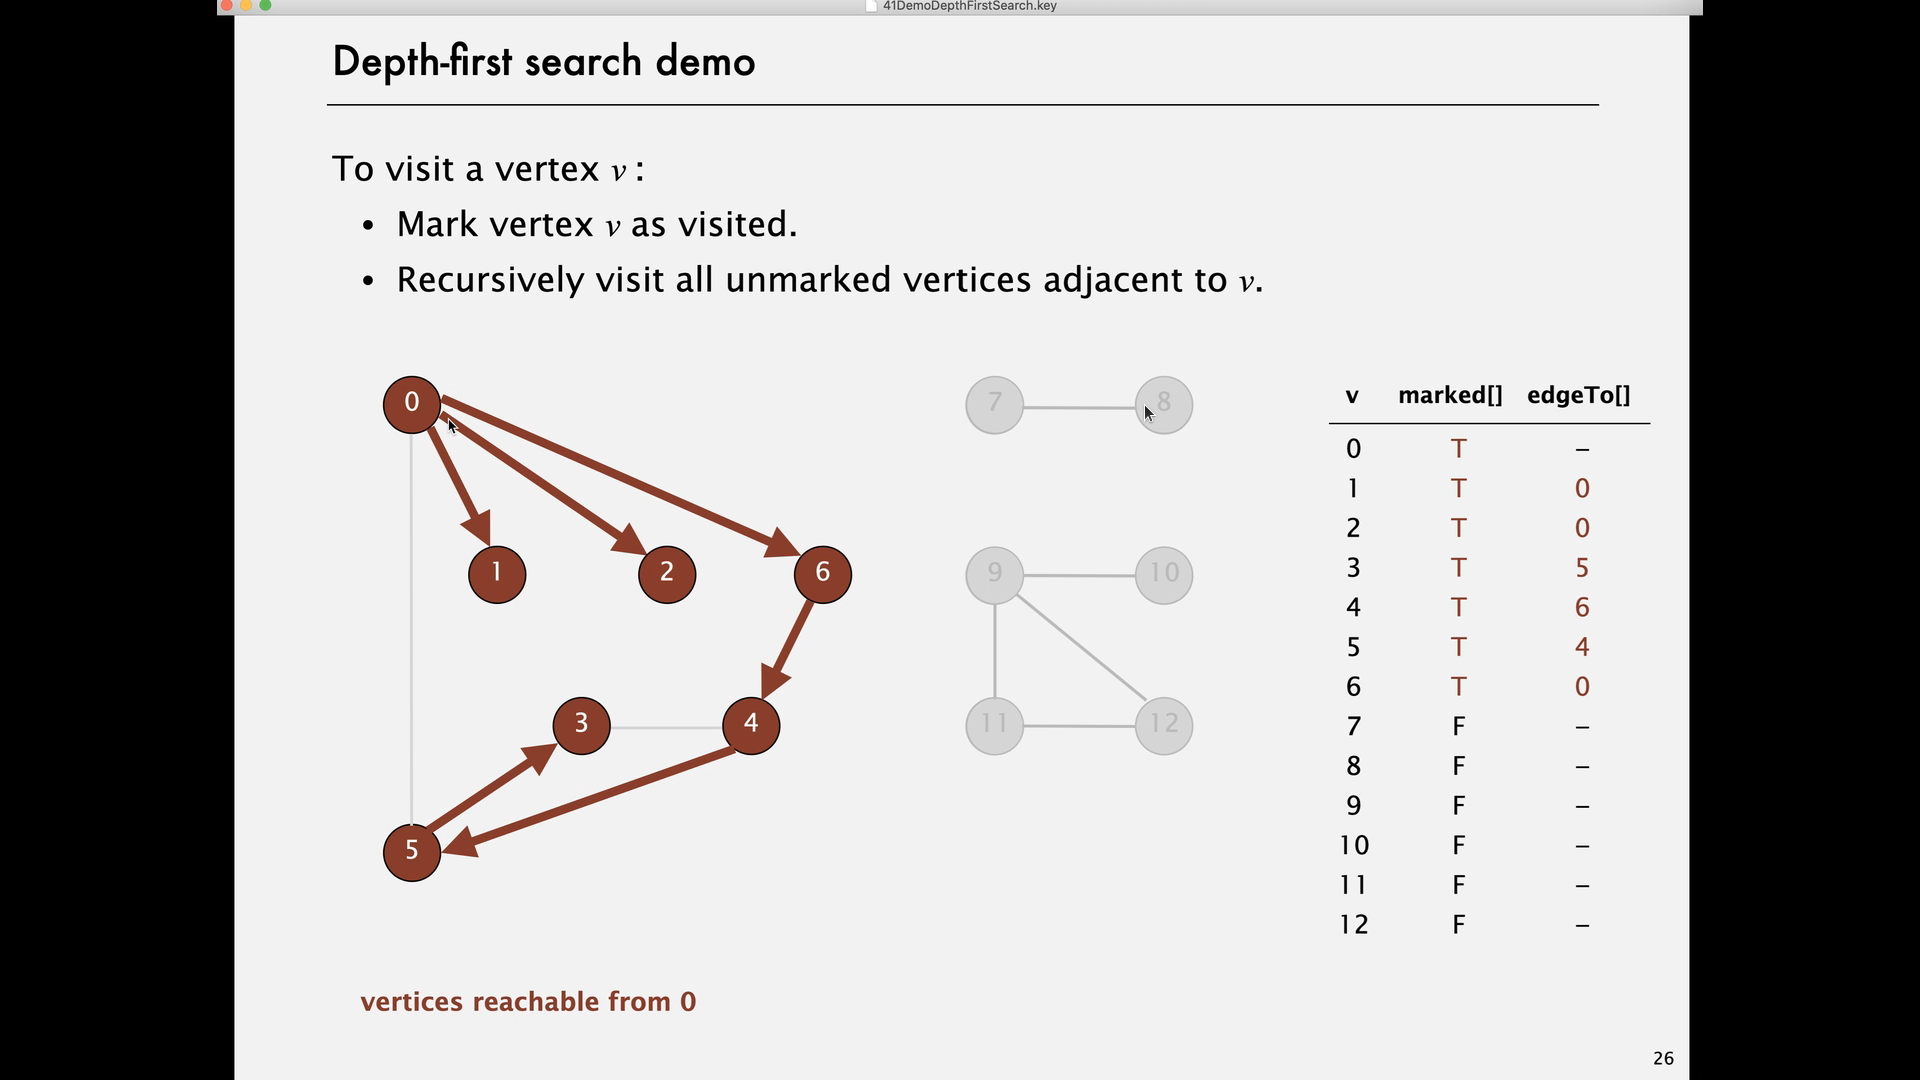 41DemoDepthFirstSearch.key
Depth-first search demo
To visit a vertex v :
• Mark vertex v as visited.
• Recursively visit all unmarked vertices adjacent to v.
0
7 8
1 2 6
9 10
3 4
11 12
5
v marked[] edgeTo[]
0 T –
1 T 0
2 T 0
3 T 5
4 T 6
5 T 4
6 T 0
7 F –
8 F –
9 F –
10 F –
11 F –
12 F –
vertices reachable from 0
26